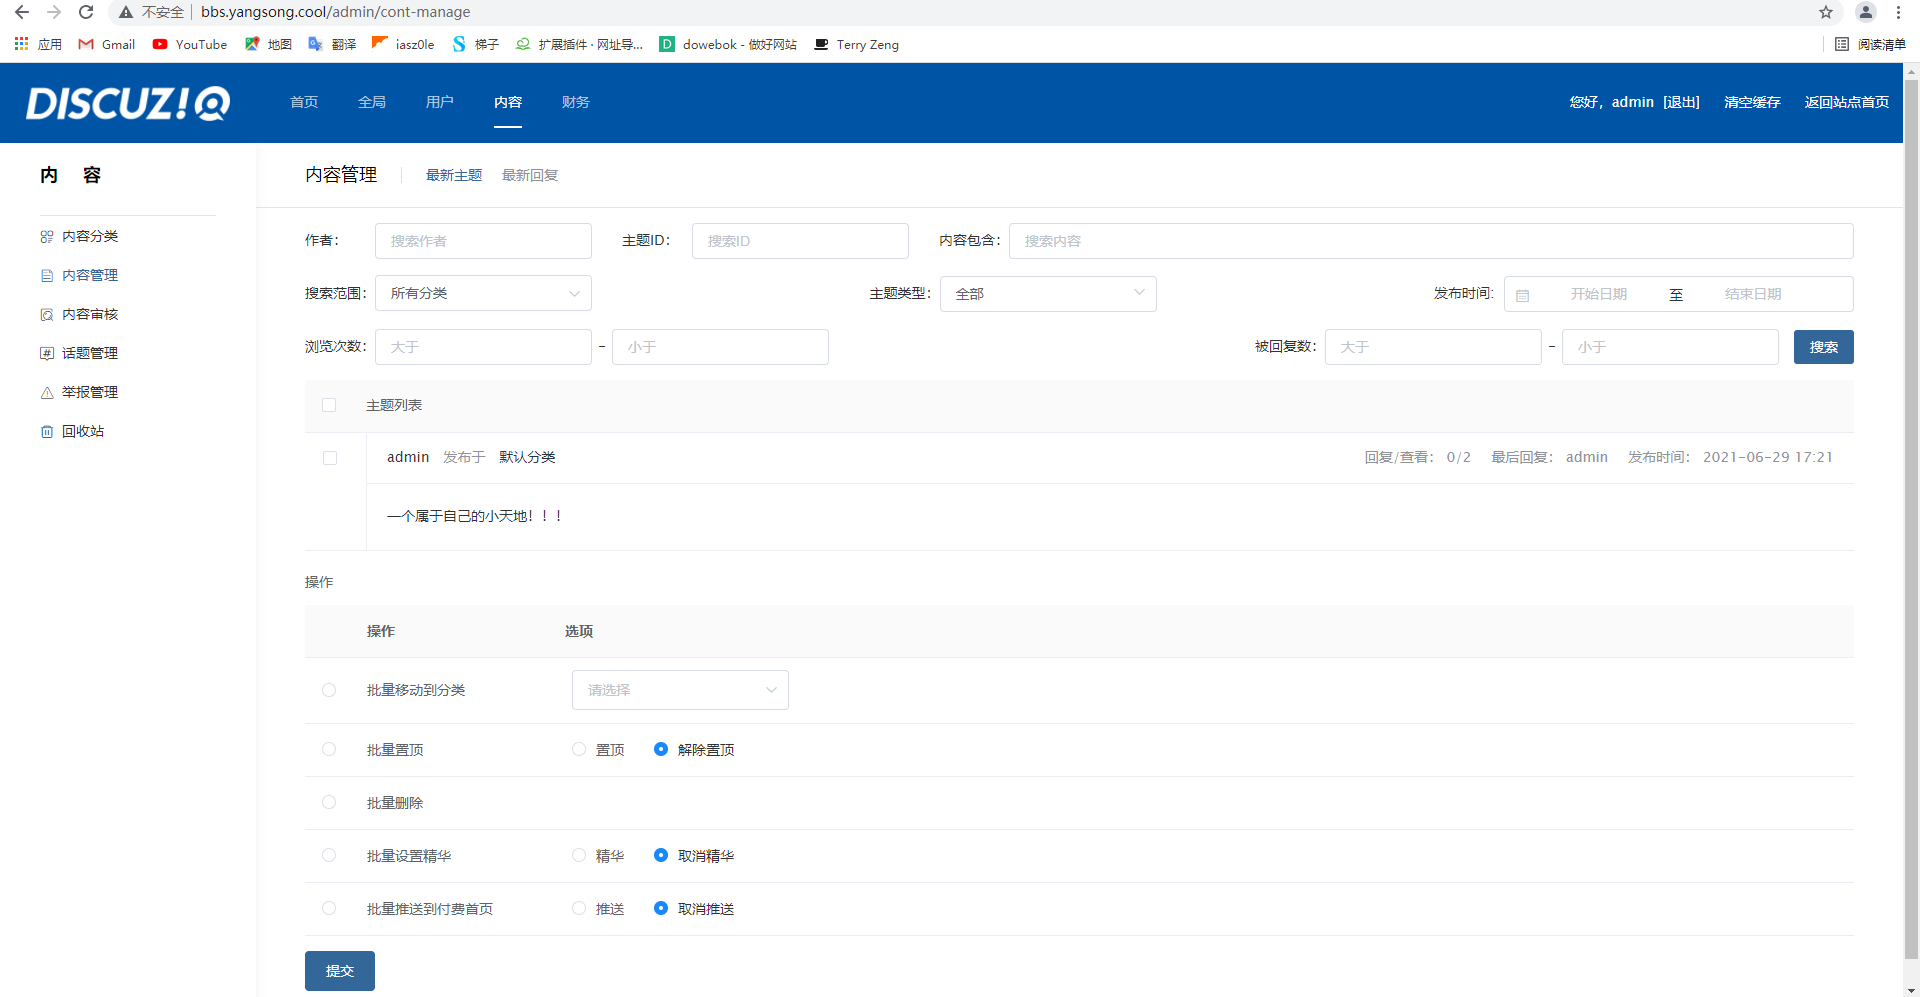 不安全 bbs.yangsong.cool/admin/cont-manage
应用 Gmail YouTube 地图 翻译 iasz0le 梯子 扩展插件 · 网址导... dowebok - 做好网站 Terry Zeng 阅读清单
DISCUZ!Q 首页 全局 用户 内容 财务 您好，admin [退出] 清空缓存 返回站点首页
内 容
内容分类
内容管理
内容审核
话题管理
举报管理
回收站
内容管理 最新主题 最新回复
作者： 搜索作者 主题ID： 搜索ID 内容包含： 搜索内容
搜索范围： 所有分类 主题类型： 全部 发布时间: 开始日期 至 结束日期
浏览次数： 大于 - 小于 被回复数： 大于 - 小于 搜索
主题列表
admin 发布于 默认分类 回复/查看： 0/2 最后回复： admin 发布时间： 2021-06-29 17:21
一个属于自己的小天地！！！
操作
操作 选项
批量移动到分类 请选择
批量置顶 置顶 解除置顶
批量删除
批量设置精华 精华 取消精华
批量推送到付费首页 推送 取消推送
提交